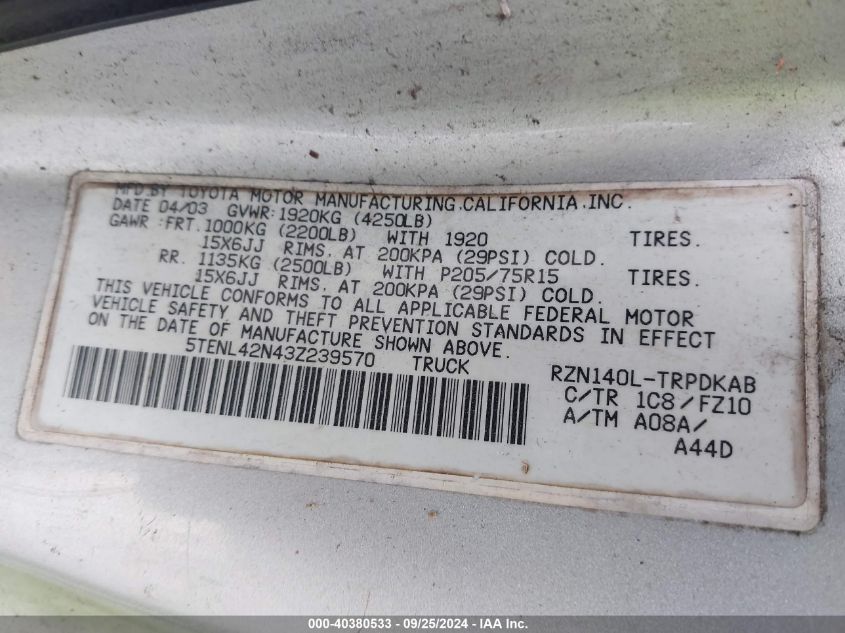 MFD.BY TOYOTA MOTOR MANUFACTURING,CALIFORNIA,INC.
DATE 04/03 GVWR:1920KG (4250LB)
GAWR :FRT.1000KG (2200LB) WITH 1920 TIRES.
15X6JJ RIMS. AT 200KPA (29PSI) COLD.
RR. 1135KG (2500LB) WITH P205/75R15 TIRES.
15X6JJ RIMS. AT 200KPA (29PSI) COLD.
THIS VEHICLE CONFORMS TO ALL APPLICABLE FEDERAL MOTOR
VEHICLE SAFETY AND THEFT PREVENTION STANDARDS IN EFFECT
ON THE DATE OF MANUFACTURE SHOWN ABOVE.
5TENL42N43Z239570 TRUCK
RZN140L-TRPDKAB
C/TR 1C8/FZ10
A/TM A08A/
A44D
000-40380533 - 09/25/2024 - IAA Inc.